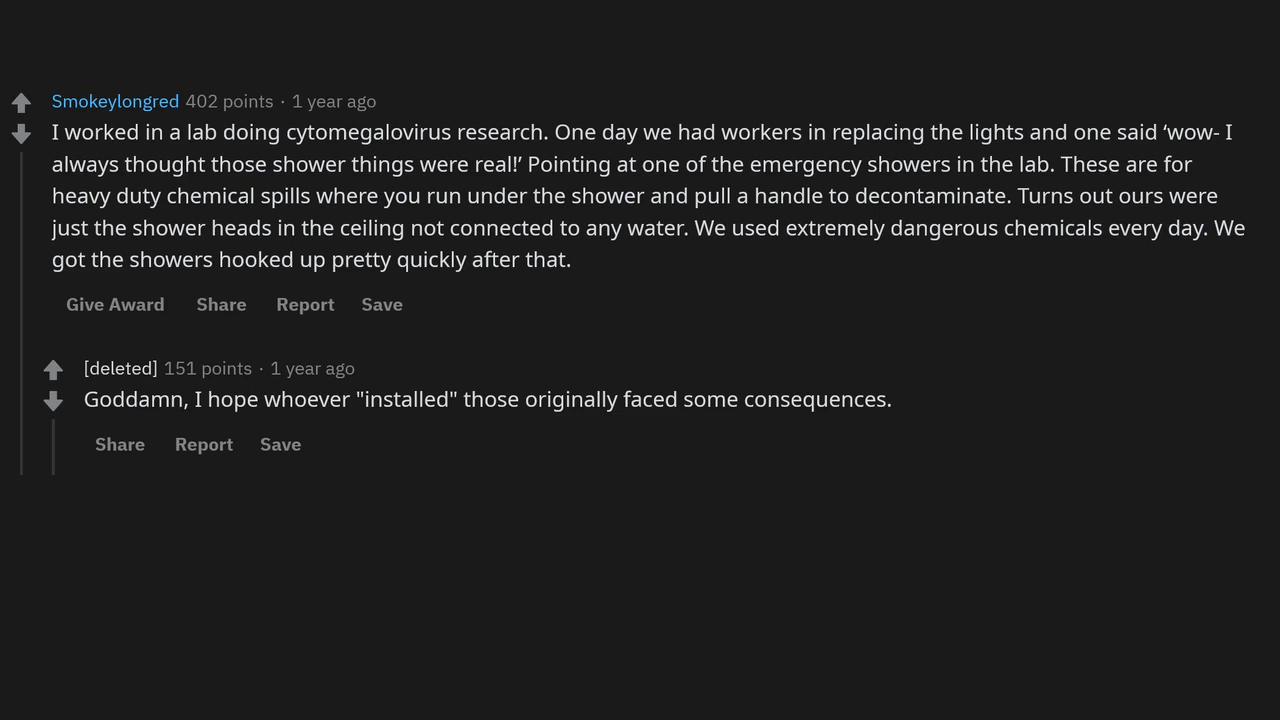 Smokeylongred 402 points · 1 year ago
I worked in a lab doing cytomegalovirus research. One day we had workers in replacing the lights and one said ‘wow- I
always thought those shower things were real!’ Pointing at one of the emergency showers in the lab. These are for
heavy duty chemical spills where you run under the shower and pull a handle to decontaminate. Turns out ours were
just the shower heads in the ceiling not connected to any water. We used extremely dangerous chemicals every day. We
got the showers hooked up pretty quickly after that.
Give Award Share Report Save
[deleted] 151 points · 1 year ago
Goddamn, I hope whoever "installed" those originally faced some consequences.
Share Report Save